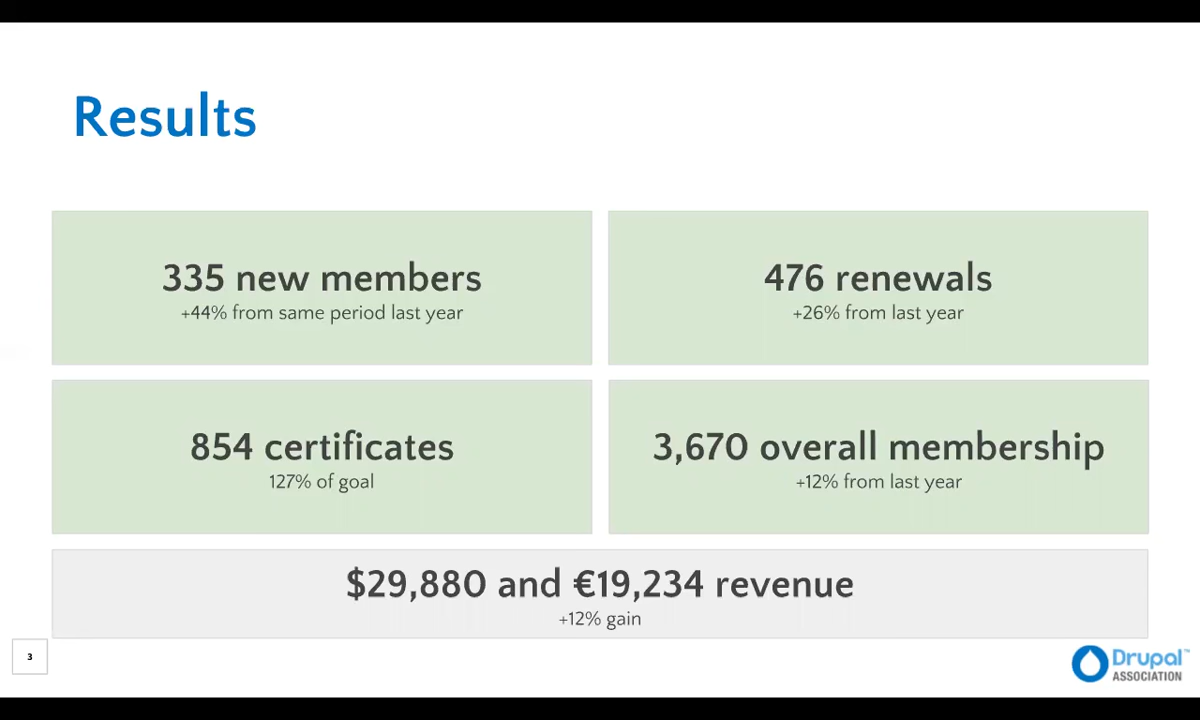 Results
335 new members
+44% from same period last year
476 renewals
+26% from last year
854 certificates
127% of goal
3,670 overall membership
+12% from last year
$29,880 and €19,234 revenue
+12% gain
3
Drupal™
ASSOCIATION